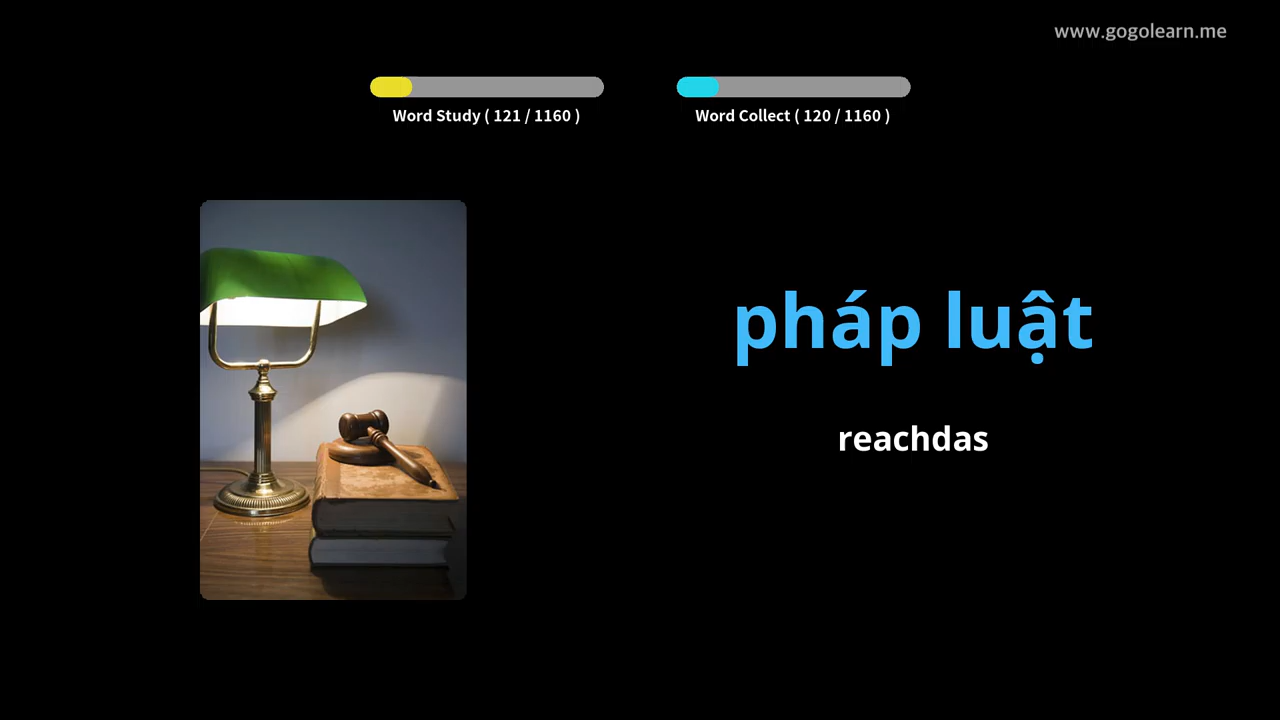 www.gogolearn.me
Word Study ( 121 / 1160 )
Word Collect ( 120 / 1160 )
pháp luật
reachdas